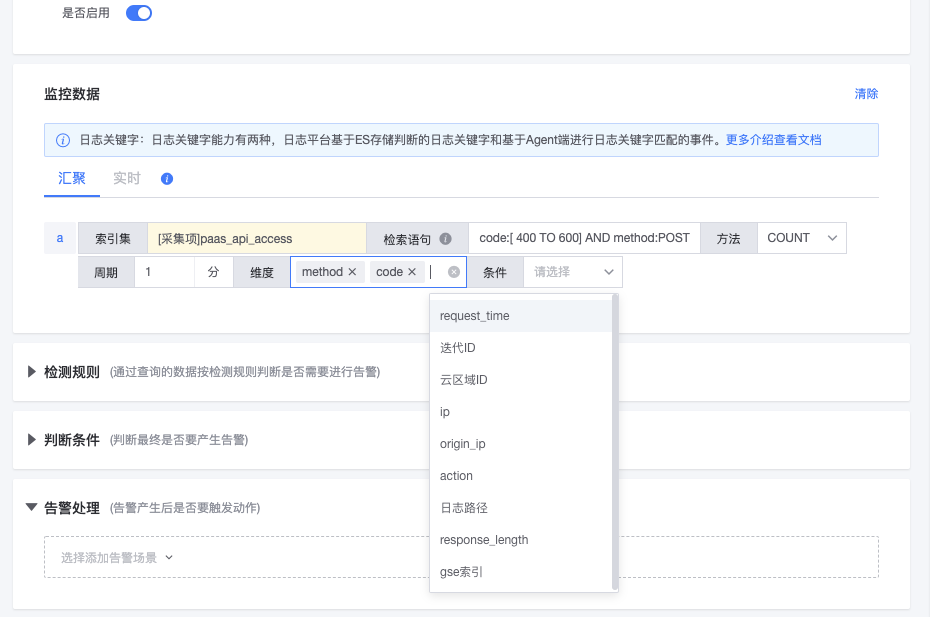 是否启用
监控数据 清除
日志关键字：日志关键字能力有两种，日志平台基于ES存储判断的日志关键字和基于Agent端进行日志关键字匹配的事件。更多介绍查看文档
汇聚 实时
a 索引集 [采集项]paas_api_access 检索语句 code:[ 400 TO 600] AND method:POST 方法 COUNT
周期 1 分 维度 method code 条件 请选择
request_time
迭代ID
云区域ID
ip
origin_ip
action
日志路径
response_length
gse索引
检测规则 (通过查询的数据按检测规则判断是否需要进行告警)
判断条件 (判断最终是否要产生告警)
告警处理 (告警产生后是否要触发动作)
选择添加告警场景